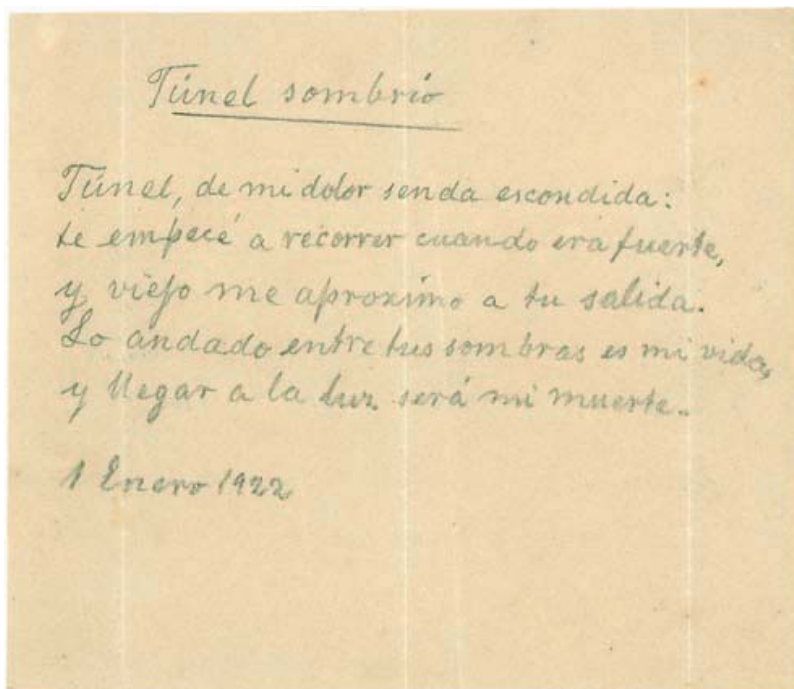 Túnel sombrío
Túnel, de mi dolor senda escondida:
te empecé a recorrer cuando era fuerte,
y viejo me aproximo a tu salida.
Lo andado entre tus sombras es mi vida,
y llegar a la luz será mi muerte.
1 Enero 1922